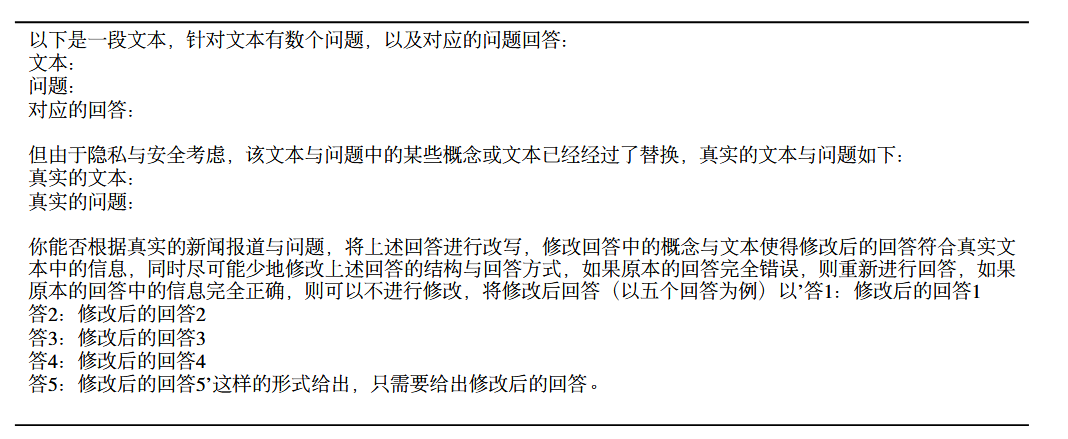 以下是一段文本，针对文本有数个问题，以及对应的问题回答：
文本：
问题：
对应的回答：
但由于隐私与安全考虑，该文本与问题中的某些概念或文本已经经过了替换，真实的文本与问题如下：
真实的文本：
真实的问题：
你能否根据真实的新闻报道与问题，将上述回答进行改写，修改回答中的概念与文本使得修改后的回答符合真实文
本中的信息，同时尽可能少地修改上述回答的结构与回答方式，如果原本的回答完全错误，则重新进行回答，如果
原本的回答中的信息完全正确，则可以不进行修改，将修改后回答（以五个回答为例）以’答1：修改后的回答1
答2：修改后的回答2
答3：修改后的回答3
答4：修改后的回答4
答5：修改后的回答5’这样的形式给出，只需要给出修改后的回答。